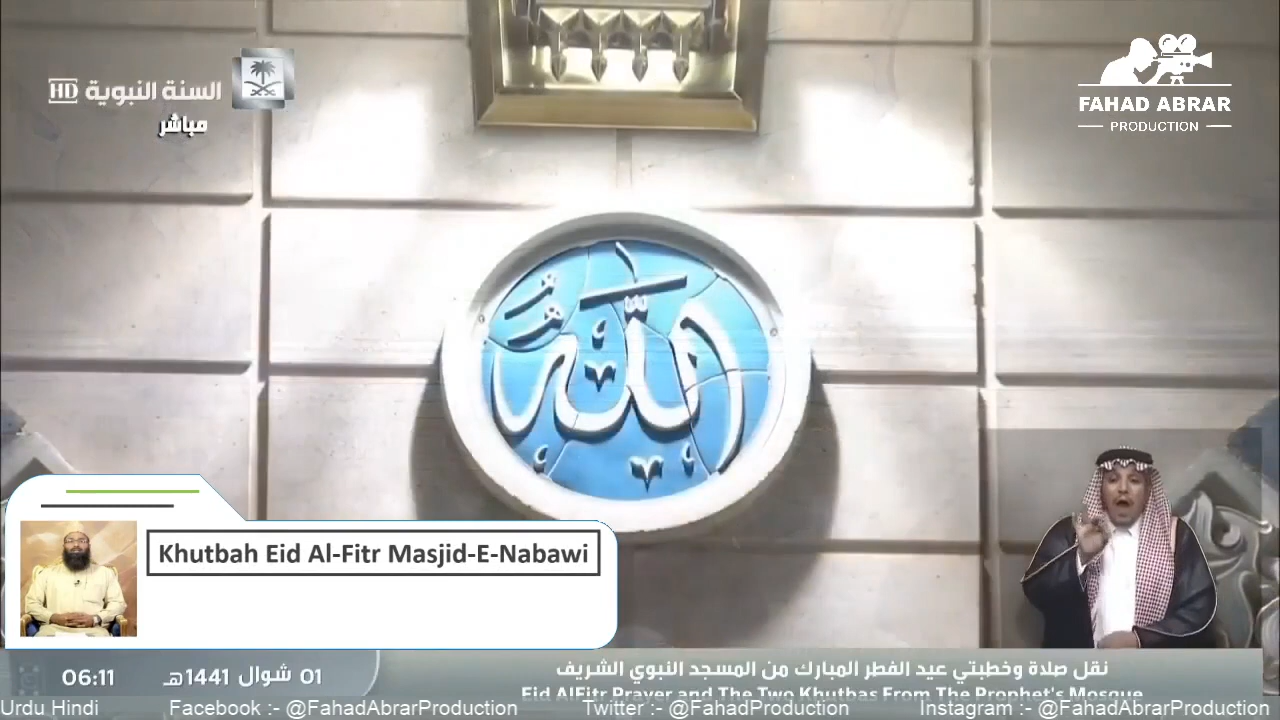 السنة النبوية HD
مباشر
FAHAD ABRAR
PRODUCTION
الله
Khutbah Eid Al-Fitr Masjid-E-Nabawi
نقل صلاة وخطبتي عيد الفطر المبارك من المسجد النبوي الشريف
06:11
01 شوال 1441هـ
Eid AlFitr Prayer and The Two Khutbas From The Prophet's Mosque
Urdu Hindi Facebook :- @FahadAbrarProduction Twitter :- @FahadProduction Instagram :- @FahadAbrarProduction